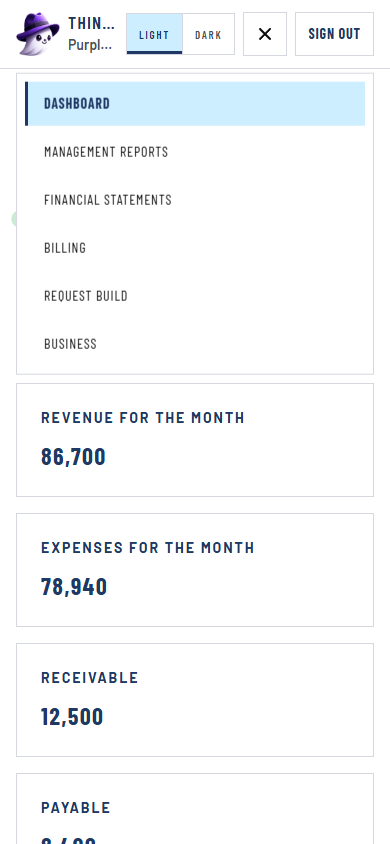 THIN...
Purpl...
LIGHT
DARK
SIGN OUT
DASHBOARD
MANAGEMENT REPORTS
FINANCIAL STATEMENTS
BILLING
REQUEST BUILD
BUSINESS
REVENUE FOR THE MONTH
86,700
EXPENSES FOR THE MONTH
78,940
RECEIVABLE
12,500
PAYABLE